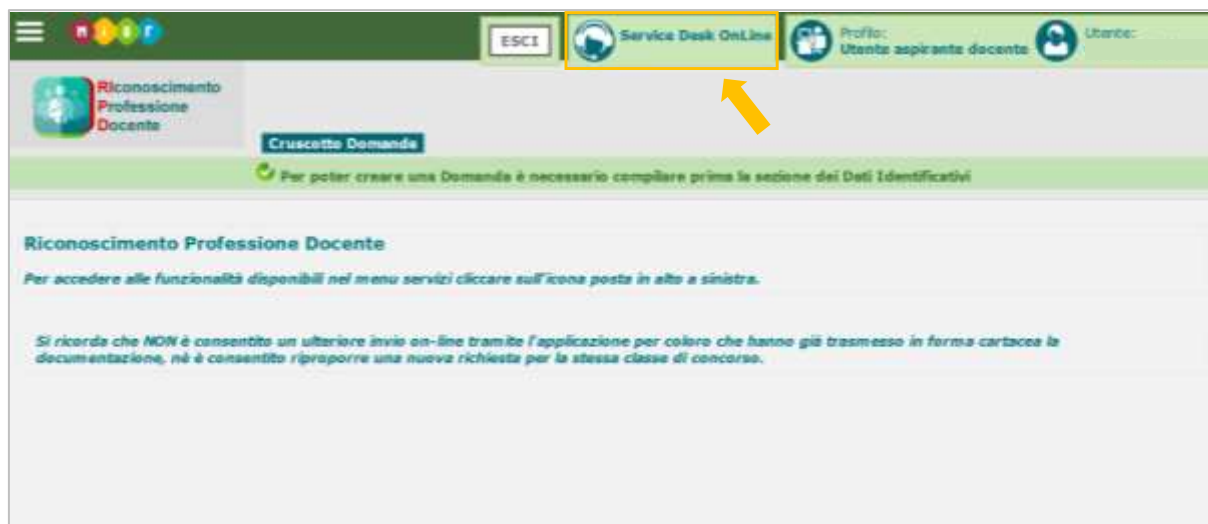 MIUR
ESCI
Service Desk OnLine
Profilo:
Utente aspirante docente
Utente:
RIconoscimento
Professione
Docente
Cruscotto Domande
Per poter creare una Domanda è necessario compilare prima la sezione dei Dati Identificativi
Riconoscimento Professione Docente
Per accedere alle funzionalità disponibili nel menu servizi cliccare sull'icona posta in alto a sinistra.
Si ricorda che NON è consentito un ulteriore invio on-line tramite l'applicazione per coloro che hanno già trasmesso in forma cartacea la
documentazione, nè è consentito riproporre una nuova richiesta per la stessa classe di concorso.